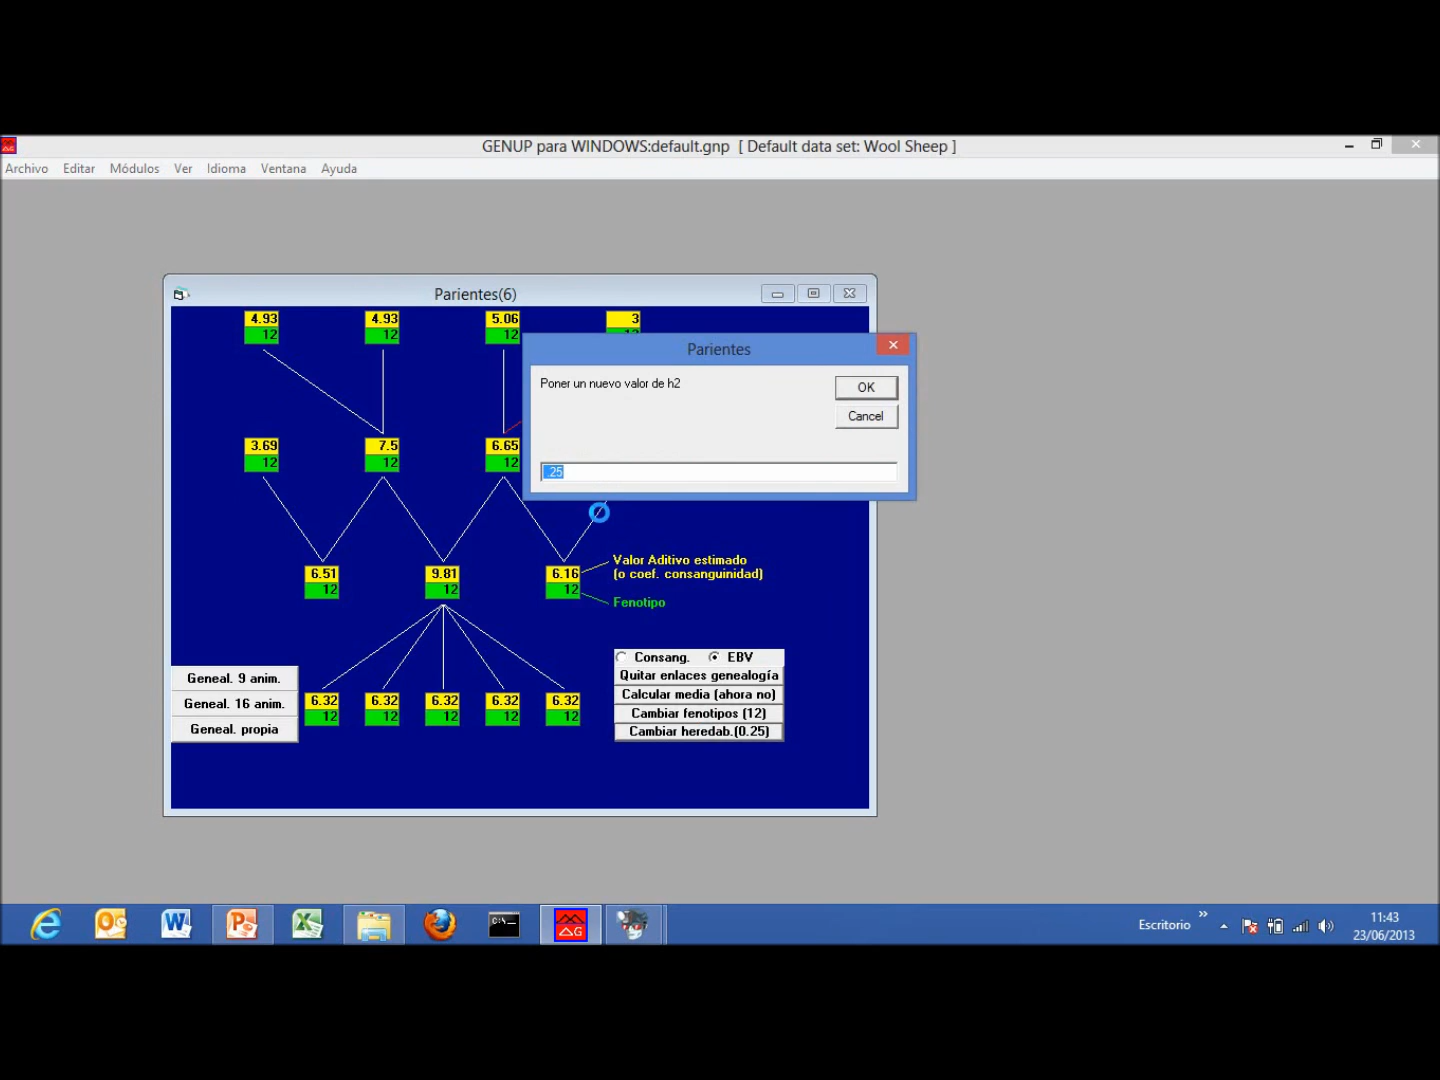 GENUP para WINDOWS:default.gnp [ Default data set: Wool Sheep ]
Archivo Editar Módulos Ver Idioma Ventana Ayuda
Parientes(6)
4.93 4.93 5.06 3
12 12 12
Parientes
Poner un nuevo valor de h2
OK
Cancel
.25
3.69 7.5 6.65
12 12 12
6.51 9.81 6.16
12 12 12
Valor Aditivo estimado
(o coef. consanguinidad)
Fenotipo
Consang. EBV
Quitar enlaces genealogía
Calcular media (ahora no)
Cambiar fenotipos (12)
Cambiar heredab.(0.25)
Geneal. 9 anim.
Geneal. 16 anim.
Geneal. propia
6.32 6.32 6.32 6.32 6.32
12 12 12 12 12
C:\_
ΔG
Escritorio
11:43
23/06/2013